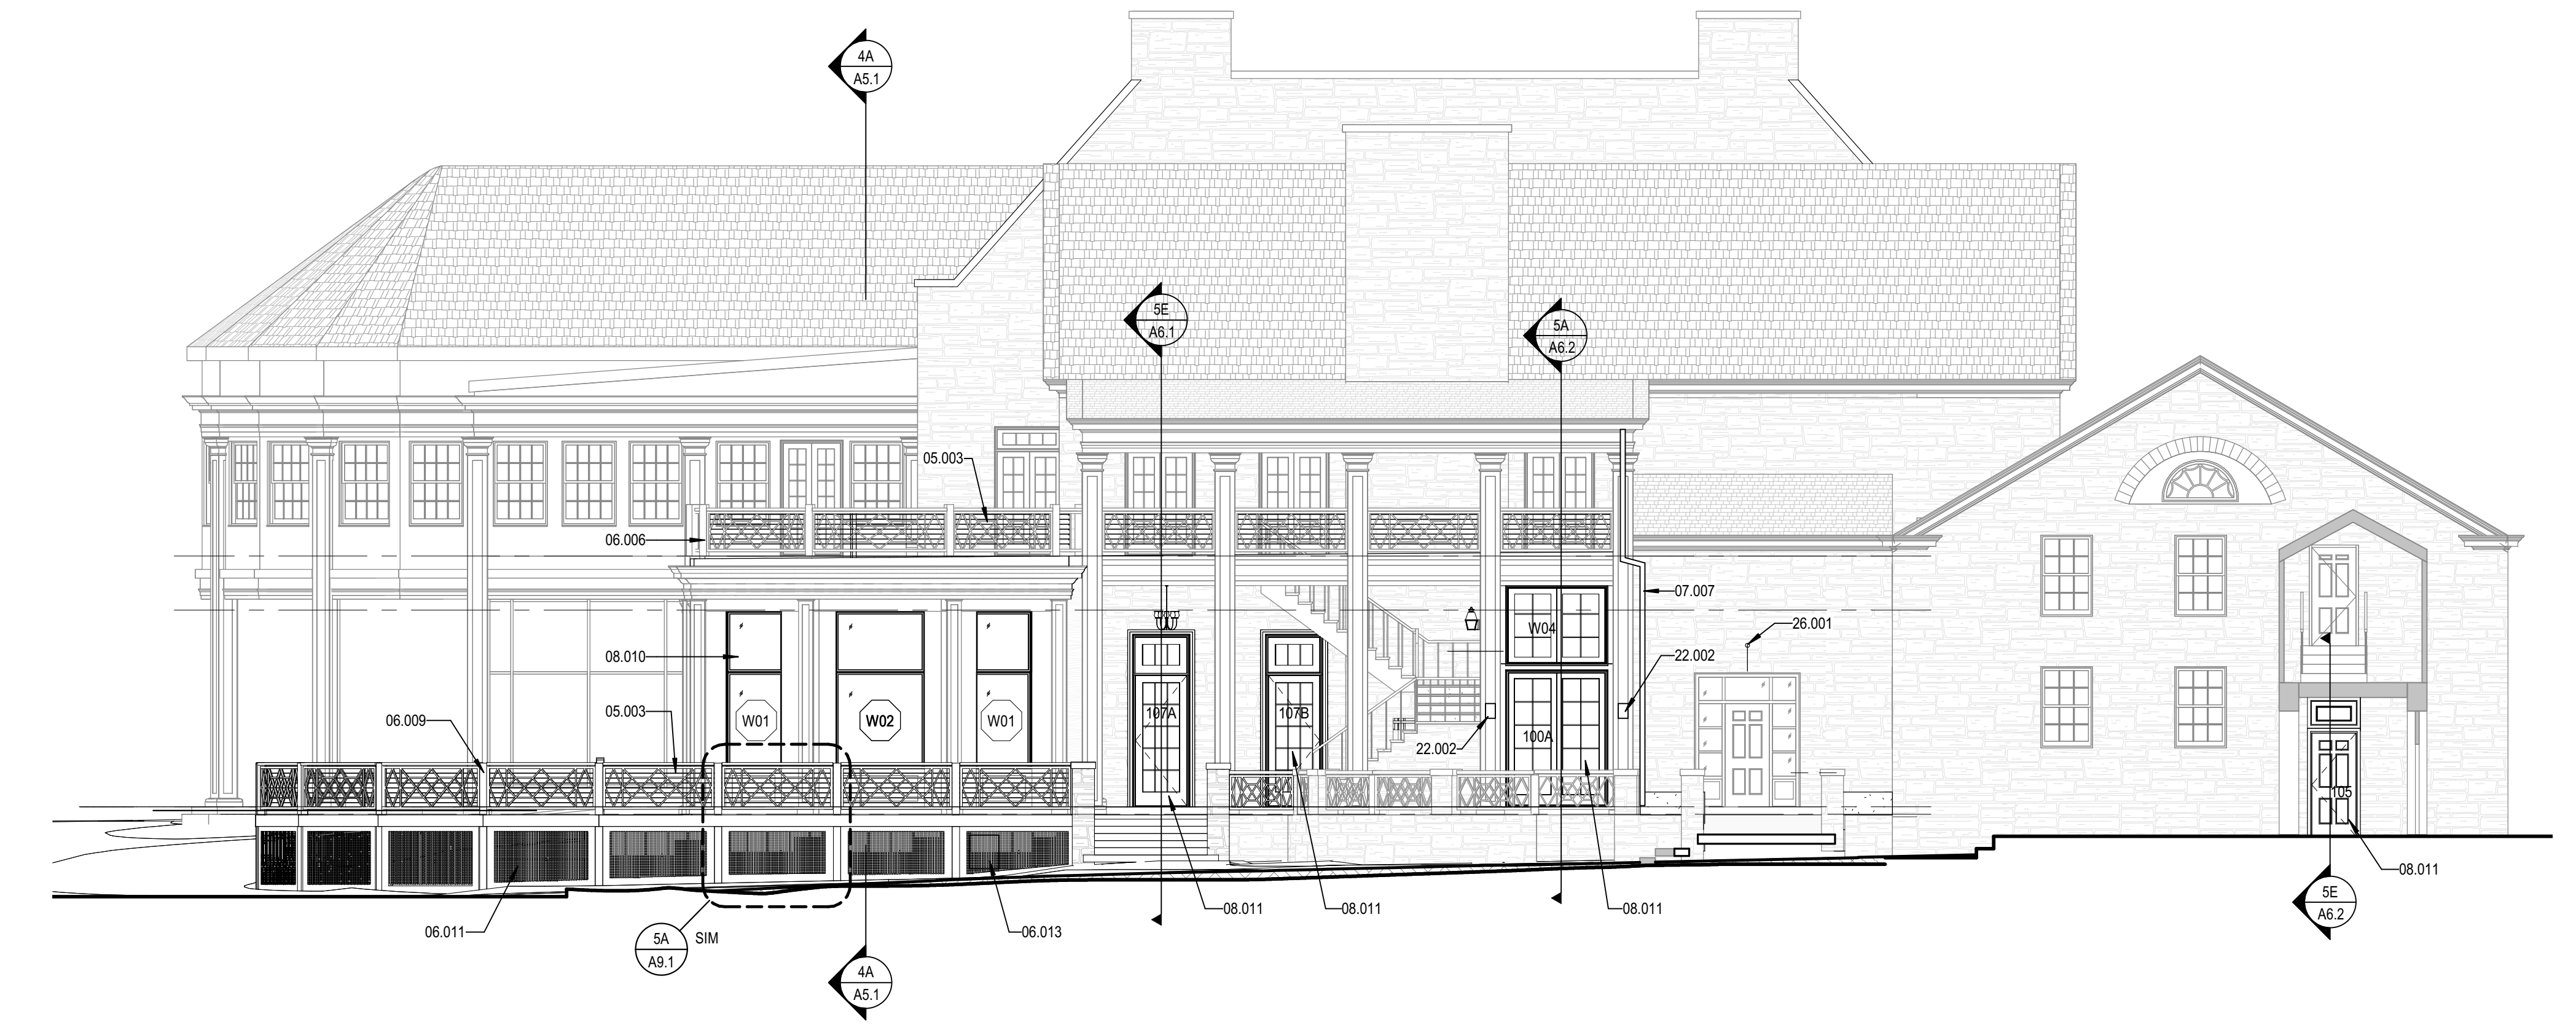 4A
A5.1
5E
A6.1
5A
A6.2
05.003
06.006
07.007
26.001
W04
08.010
22.002
W01
W02
W01
107A
107B
05.003
06.009
100A
22.002
105
08.011
08.011
08.011
08.011
5E
A6.2
06.011
06.013
5A
A9.1
SIM
4A
A5.1